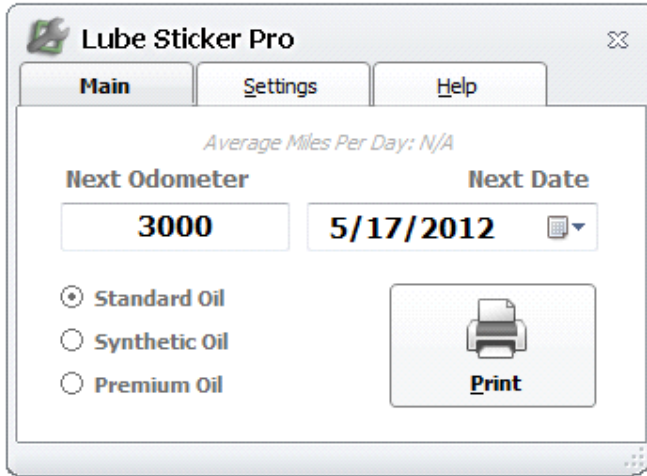 Lube Sticker Pro
Main Settings Help
Average Miles Per Day: N/A
Next Odometer Next Date
3000 5/17/2012
Standard Oil
Synthetic Oil
Premium Oil
Print